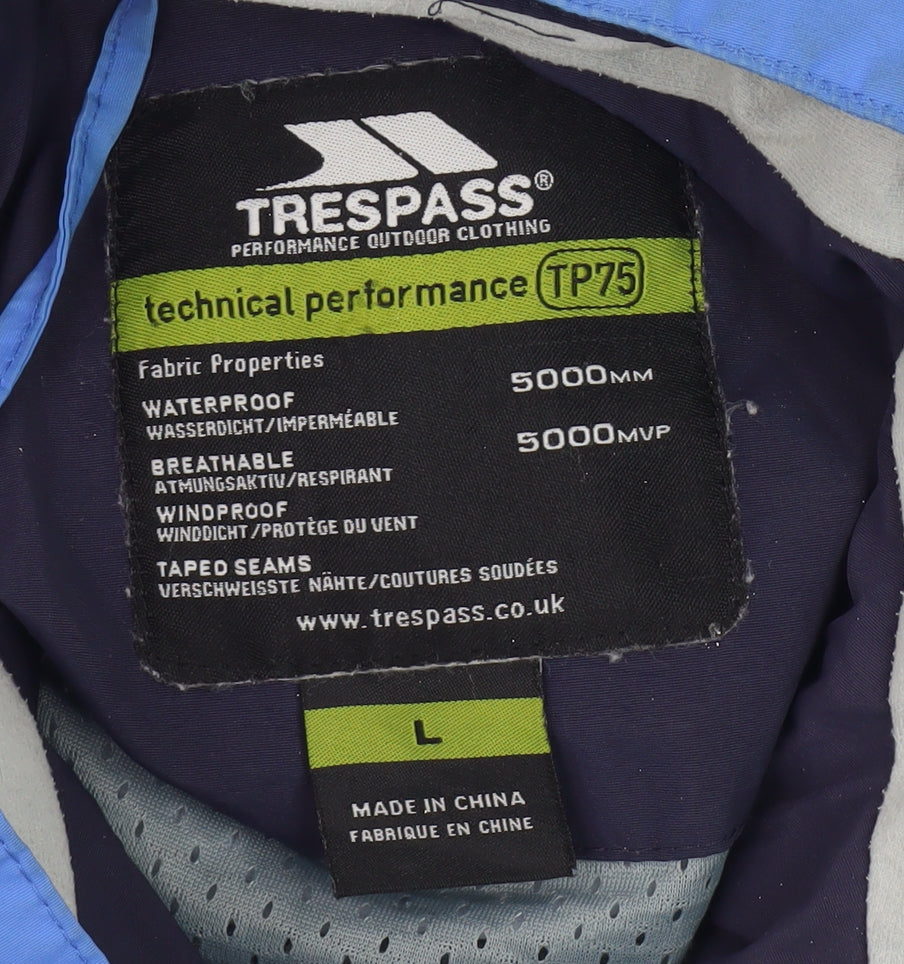 TRESPASS®
PERFORMANCE OUTDOOR CLOTHING
technical performance TP75
Fabric Properties
WATERPROOF 5000MM
WASSERDICHT/IMPERMÉABLE
BREATHABLE 5000MVP
ATMUNGSAKTIV/RESPIRANT
WINDPROOF
WINDDICHT/PROTÈGE DU VENT
TAPED SEAMS
VERSCHWEISSTE NÄHTE/COUTURES SOUDÉES
www.trespass.co.uk
L
MADE IN CHINA
FABRIQUE EN CHINE